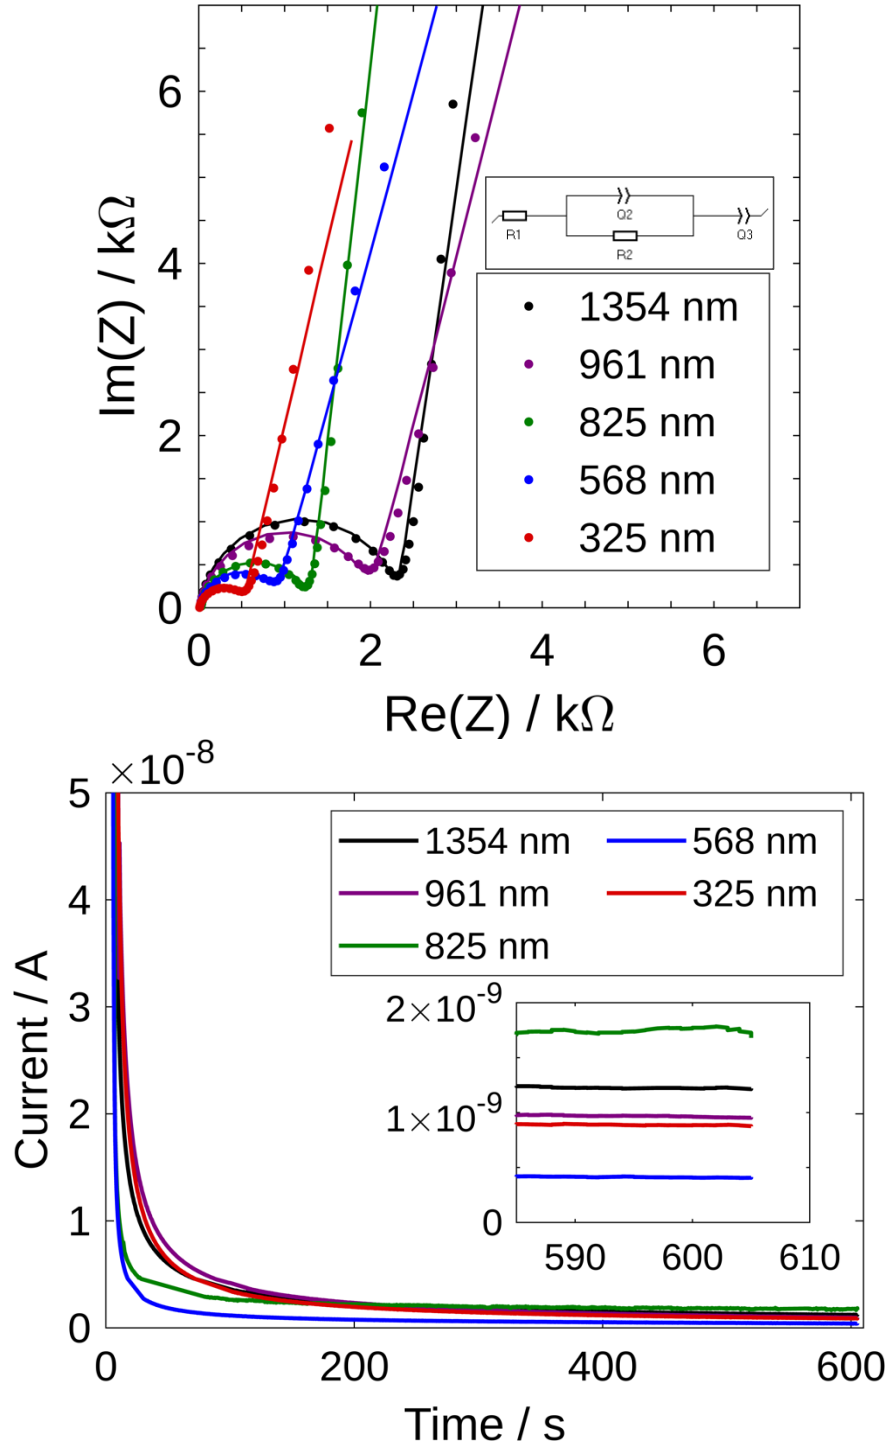 6
4
2
0
Im(Z) / kΩ
R1
Q2
R2
Q3
1354 nm
961 nm
825 nm
568 nm
325 nm
0 2 4 6
Re(Z) / kΩ
×10-8
5
4
3
2
1
0
Current / A
1354 nm 568 nm
961 nm 325 nm
825 nm
2×10-9
1×10-9
0
590 600 610
0 200 400 600
Time / s